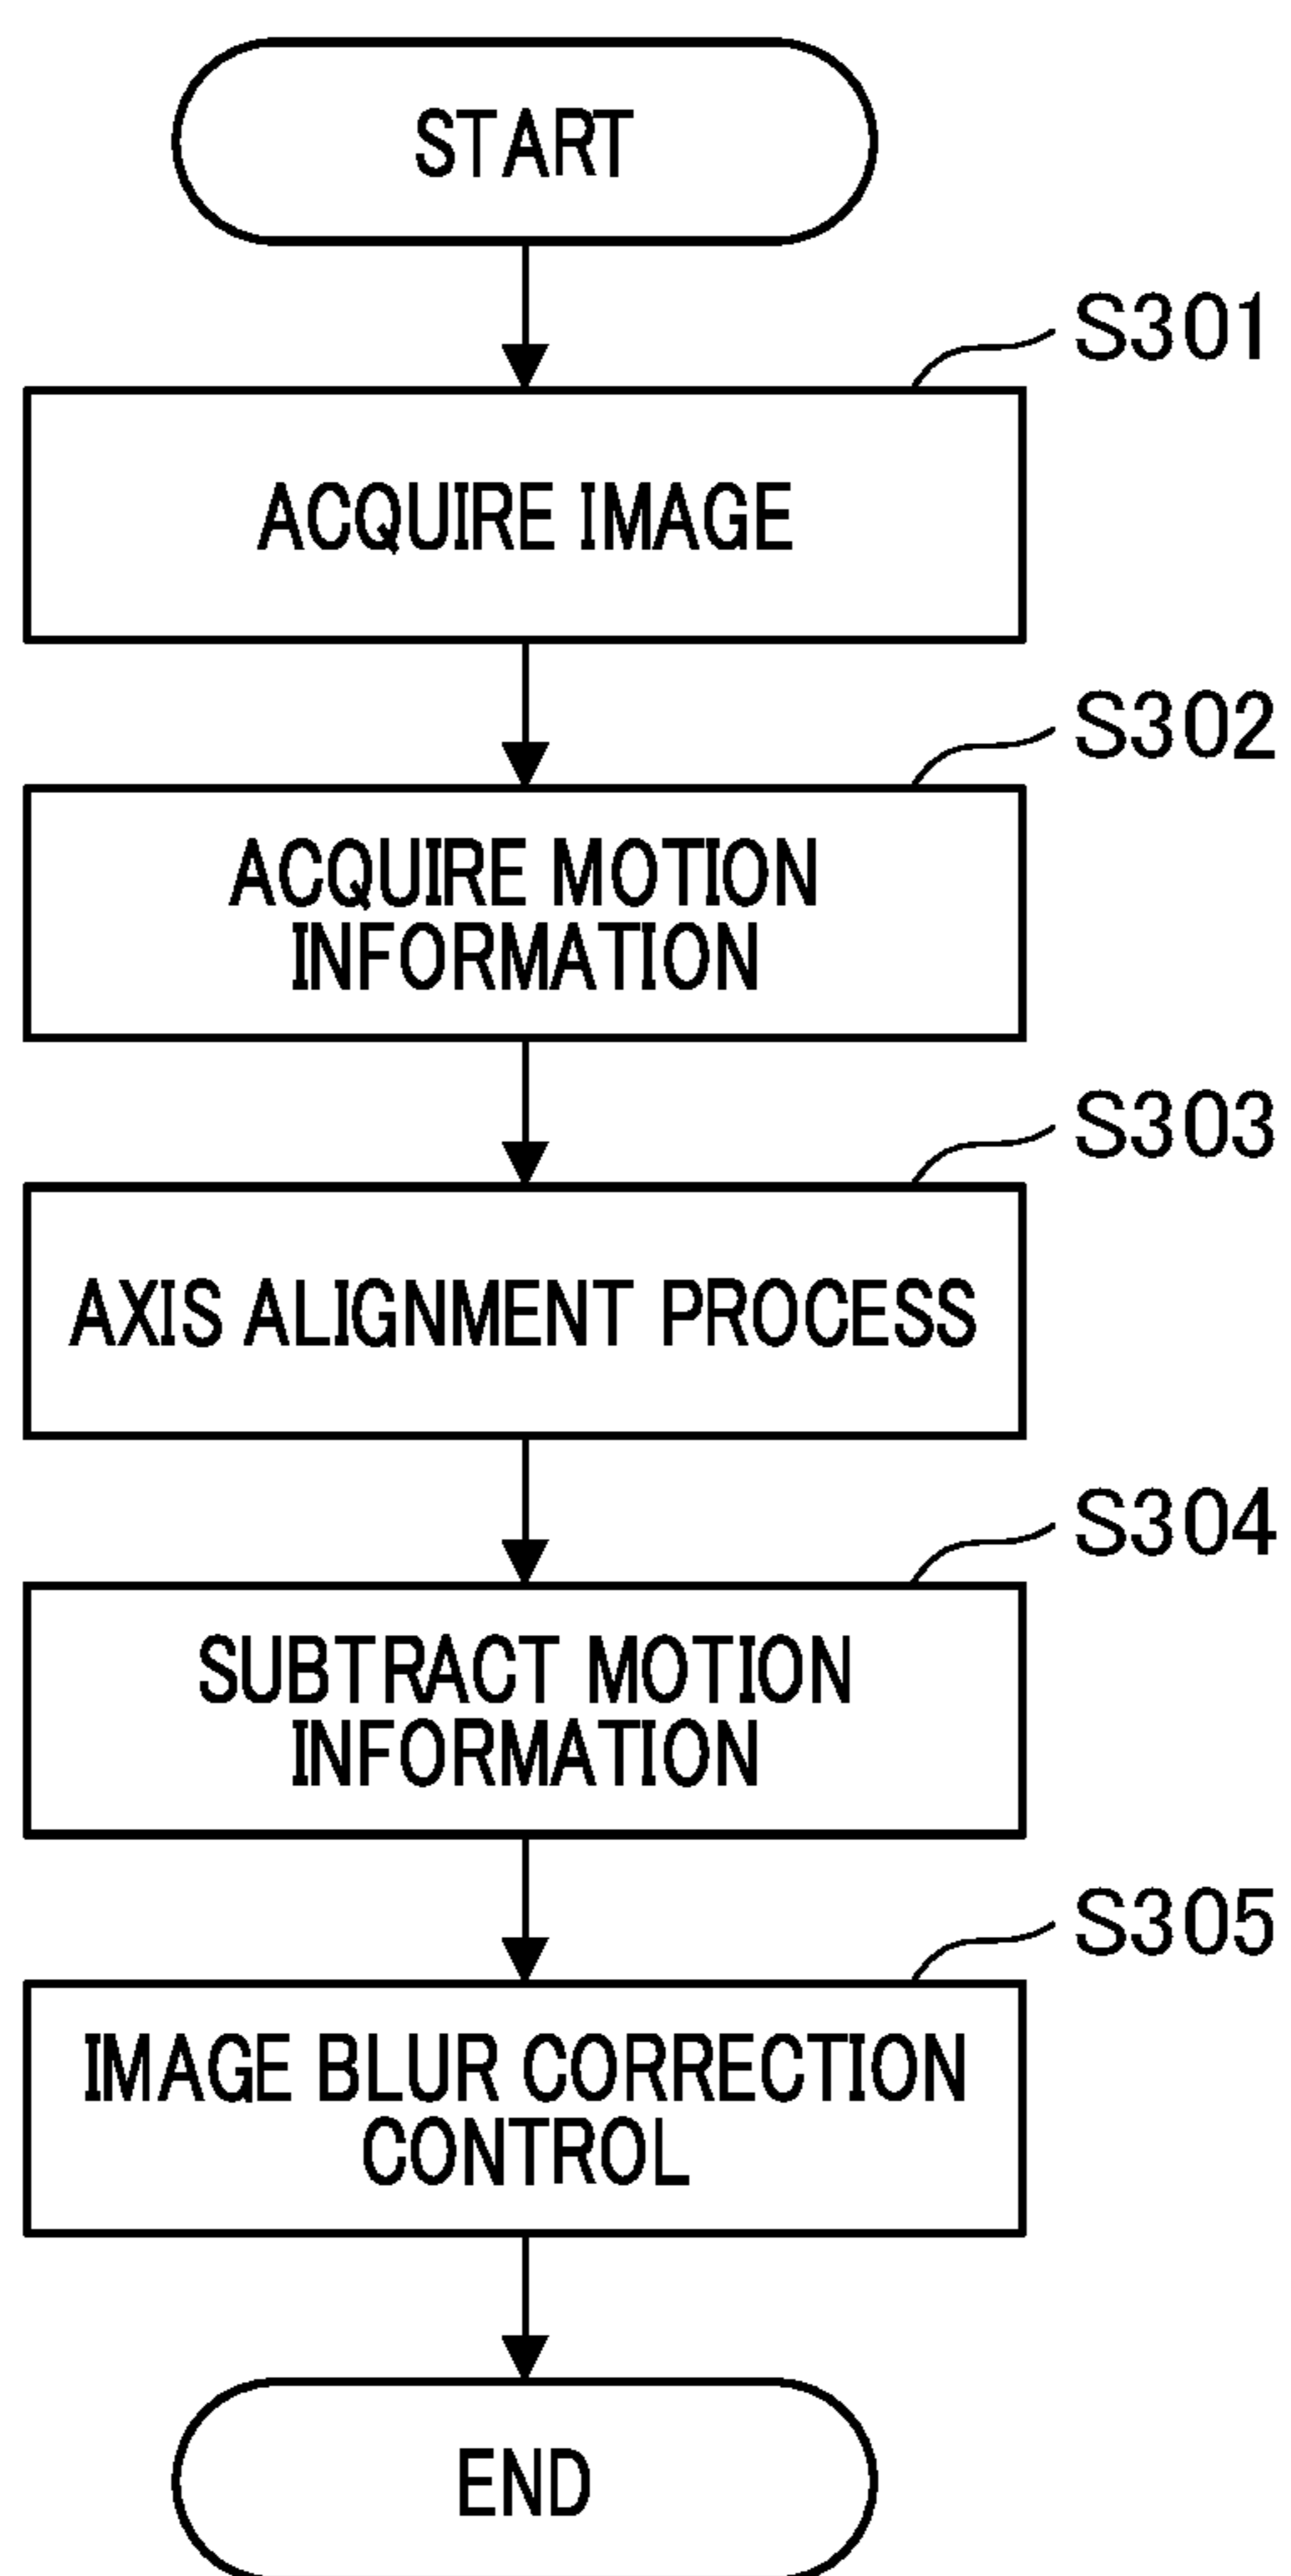 START
S301
ACQUIRE IMAGE
S302
ACQUIRE MOTION
INFORMATION
S303
AXIS ALIGNMENT PROCESS
S304
SUBTRACT MOTION
INFORMATION
S305
IMAGE BLUR CORRECTION
CONTROL
END